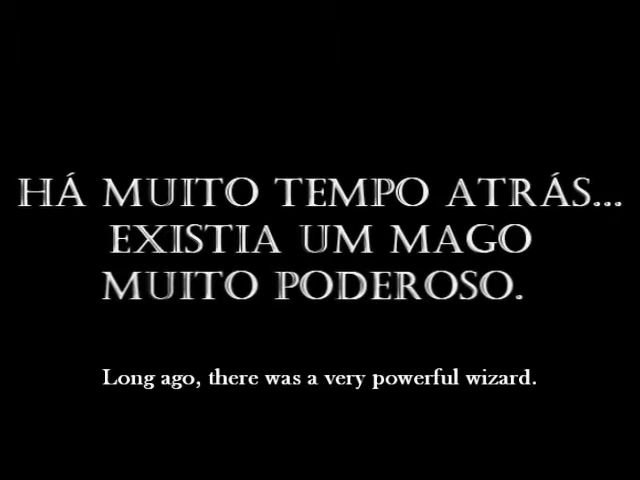 HÁ MUITO TEMPO ATRÁS...
EXISTIA UM MAGO
MUITO PODEROSO.
Long ago, there was a very powerful wizard.